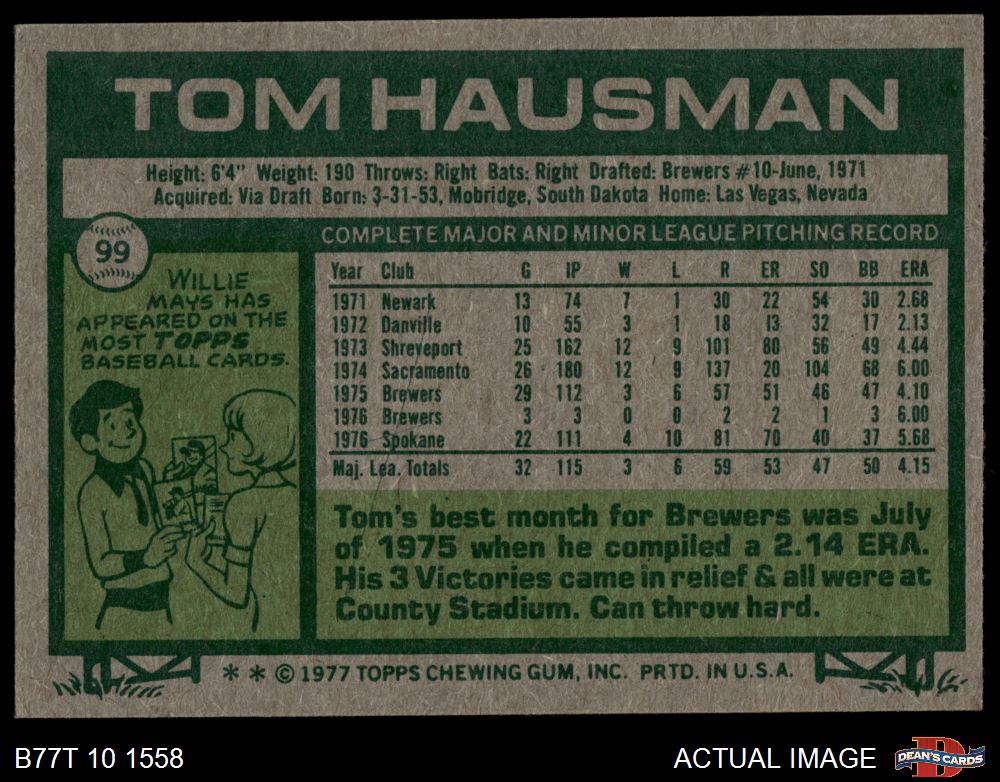 TOM HAUSMAN
Height: 6'4" Weight: 190 Throws: Right Bats: Right Drafted: Brewers #10-June, 1971
Acquired: Via Draft Born: 3-31-53, Mobridge, South Dakota Home: Las Vegas, Nevada
99
WILLIE
MAYS HAS
APPEARED ON THE
MOST TOPPS
BASEBALL CARDS.
COMPLETE MAJOR AND MINOR LEAGUE PITCHING RECORD
Year Club G IP W L R ER SO BB ERA
1971 Newark 13 74 7 1 30 22 54 30 2.68
1972 Danville 10 55 3 1 18 13 32 17 2.13
1973 Shreveport 25 162 12 9 101 80 56 49 4.44
1974 Sacramento 26 180 12 9 137 20 104 68 6.00
1975 Brewers 29 112 3 6 57 51 46 47 4.10
1976 Brewers 3 3 0 0 2 2 1 3 6.00
1976 Spokane 22 111 4 10 81 70 40 37 5.68
Maj. Lea. Totals 32 115 3 6 59 53 47 50 4.15
Tom's best month for Brewers was July
of 1975 when he compiled a 2.14 ERA.
His 3 Victories came in relief & all were at
County Stadium. Can throw hard.
* * © 1977 TOPPS CHEWING GUM, INC. PRTD. IN U.S.A.
B77T 10 1558
ACTUAL IMAGE
D
DEAN'S CARDS